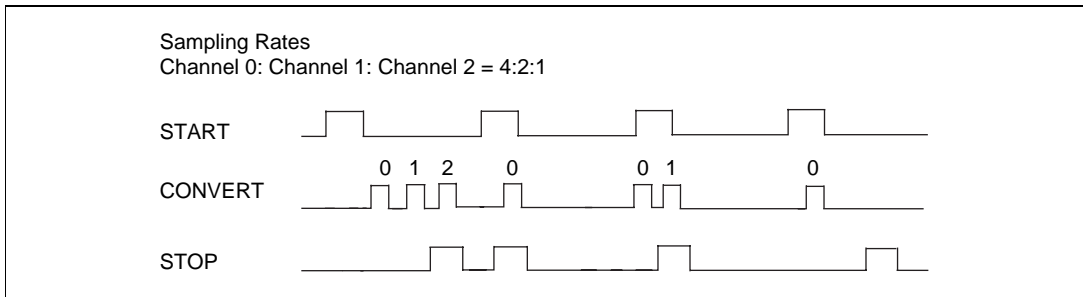 Sampling Rates
Channel 0: Channel 1: Channel 2 = 4:2:1
START
0 1 2 0 0 1 0
CONVERT
STOP